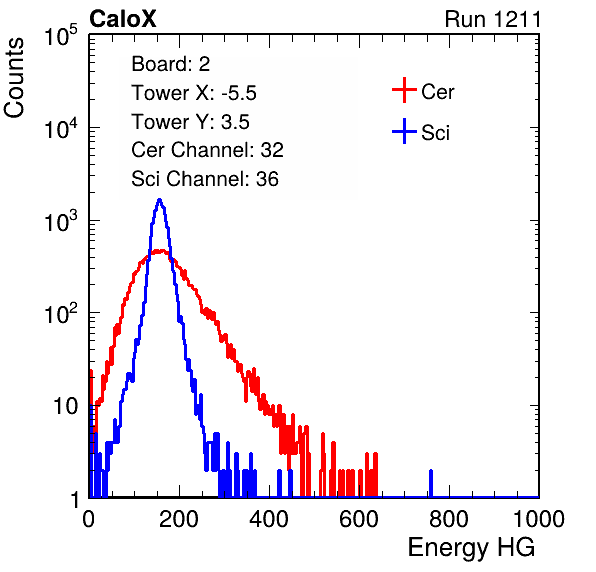 CaloX Run 1211
Counts
Board: 2
Tower X: -5.5
Tower Y: 3.5
Cer Channel: 32
Sci Channel: 36
Cer
Sci
10^5
10^4
10^3
10^2
10
1
0 200 400 600 800 1000
Energy HG